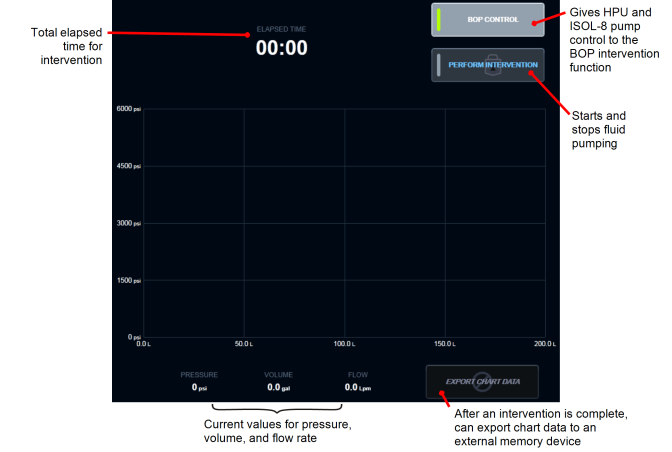 Total elapsed
time for
intervention
ELAPSED TIME
00:00
BOP CONTROL
Gives HPU and
ISOL-8 pump
control to the
BOP intervention
function
PERFORM INTERVENTION
Starts and
stops fluid
pumping
6000 psi
4500 psi
3000 psi
1500 psi
0 psi
0.0 L
50.0 L
100.0 L
150.0 L
200.0 L
PRESSURE
0 psi
VOLUME
0.0 gal
FLOW
0.0 Lpm
EXPORT CHART DATA
Current values for pressure,
volume, and flow rate
After an intervention is complete,
can export chart data to an
external memory device